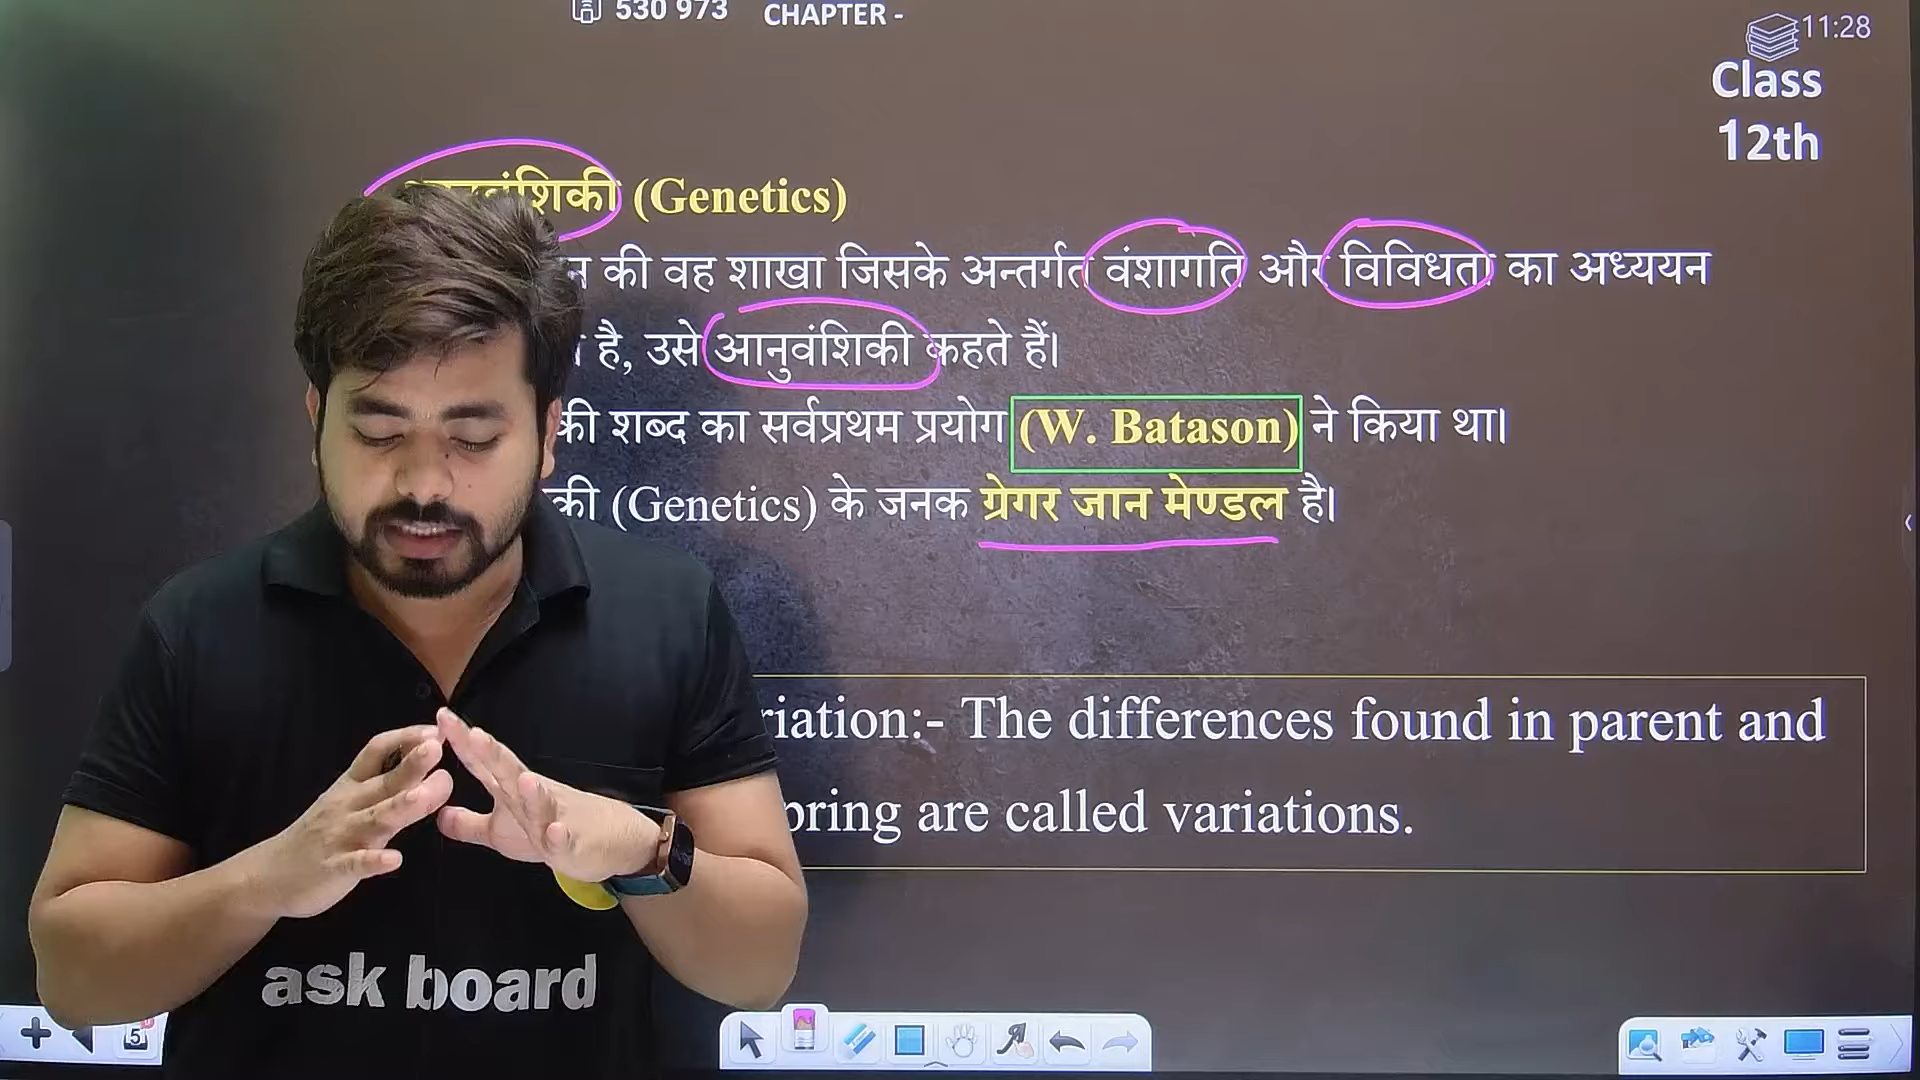 530 973 CHAPTER -
11:28
Class
12th
(Genetics)
की वह शाखा जिसके अन्तर्गत वंशागति और विविधता का अध्ययन
है, उसे आनुवंशिकी कहते हैं।
की शब्द का सर्वप्रथम प्रयोग (W. Batason) ने किया था।
की (Genetics) के जनक ग्रेगर जान मेण्डल है।
riation:- The differences found in parent and
pring are called variations.
ask board
5